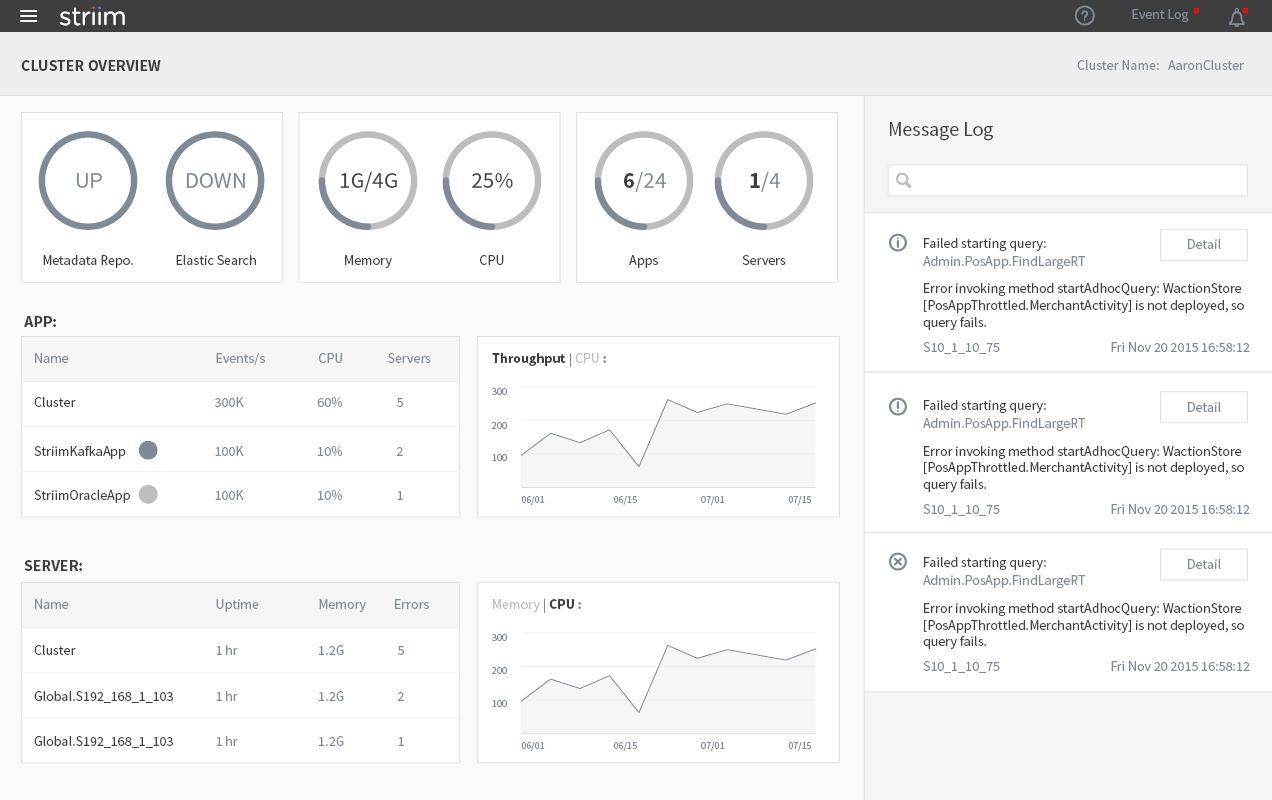 striim
?
Event Log
CLUSTER OVERVIEW
Cluster Name: AaronCluster
UP
DOWN
Metadata Repo.
Elastic Search
1G/4G
25%
Memory
CPU
6/24
1/4
Apps
Servers
APP:
Name Events/s CPU Servers
Cluster 300K 60% 5
StriimKafkaApp 100K 10% 2
StriimOracleApp 100K 10% 1
Throughput | CPU :
300
200
100
06/01 06/15 07/01 07/15
SERVER:
Name Uptime Memory Errors
Cluster 1 hr 1.2G 5
Global.S192_168_1_103 1 hr 1.2G 2
Global.S192_168_1_103 1 hr 1.2G 1
Memory | CPU :
300
200
100
06/01 06/15 07/01 07/15
Message Log
Failed starting query:
Admin.PosApp.FindLargeRT
Detail
Error invoking method startAdhocQuery: WactionStore
[PosAppThrottled.MerchantActivity] is not deployed, so
query fails.
S10_1_10_75 Fri Nov 20 2015 16:58:12
Failed starting query:
Admin.PosApp.FindLargeRT
Detail
Error invoking method startAdhocQuery: WactionStore
[PosAppThrottled.MerchantActivity] is not deployed, so
query fails.
S10_1_10_75 Fri Nov 20 2015 16:58:12
Failed starting query:
Admin.PosApp.FindLargeRT
Detail
Error invoking method startAdhocQuery: WactionStore
[PosAppThrottled.MerchantActivity] is not deployed, so
query fails.
S10_1_10_75 Fri Nov 20 2015 16:58:12